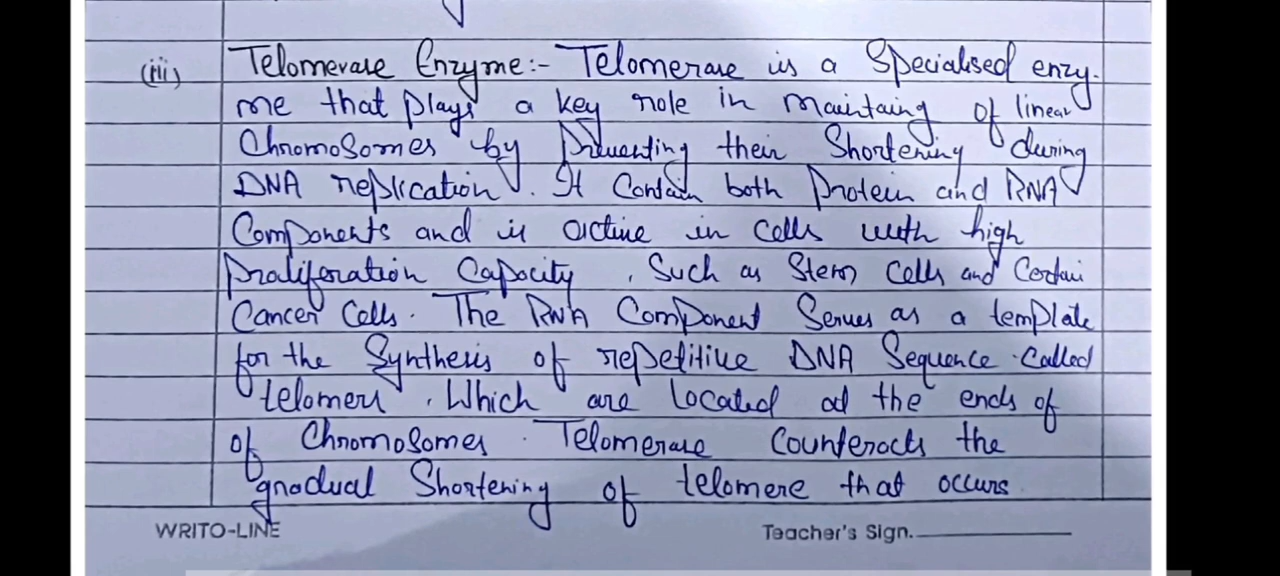 (iii) Telomerase Enzyme:- Telomerase is a Specialised enzy-
me that plays a key role in maintaing of linear
Chromosomes by Preventing their Shortening during
DNA replication. It Contain both Protein and RNA
Components and is active in cells with high
Proliferation Capacity, Such as Stem Cells and Certain
Cancer Cells. The RNA Component Serves as a template
for the Synthesis of repetitive DNA Sequence Called
telomers. Which are located at the ends of
of Chromosomes. Telomerase Counteracts the
gradual Shortening of telomere that occurs
WRITO-LINE Teacher's Sign.